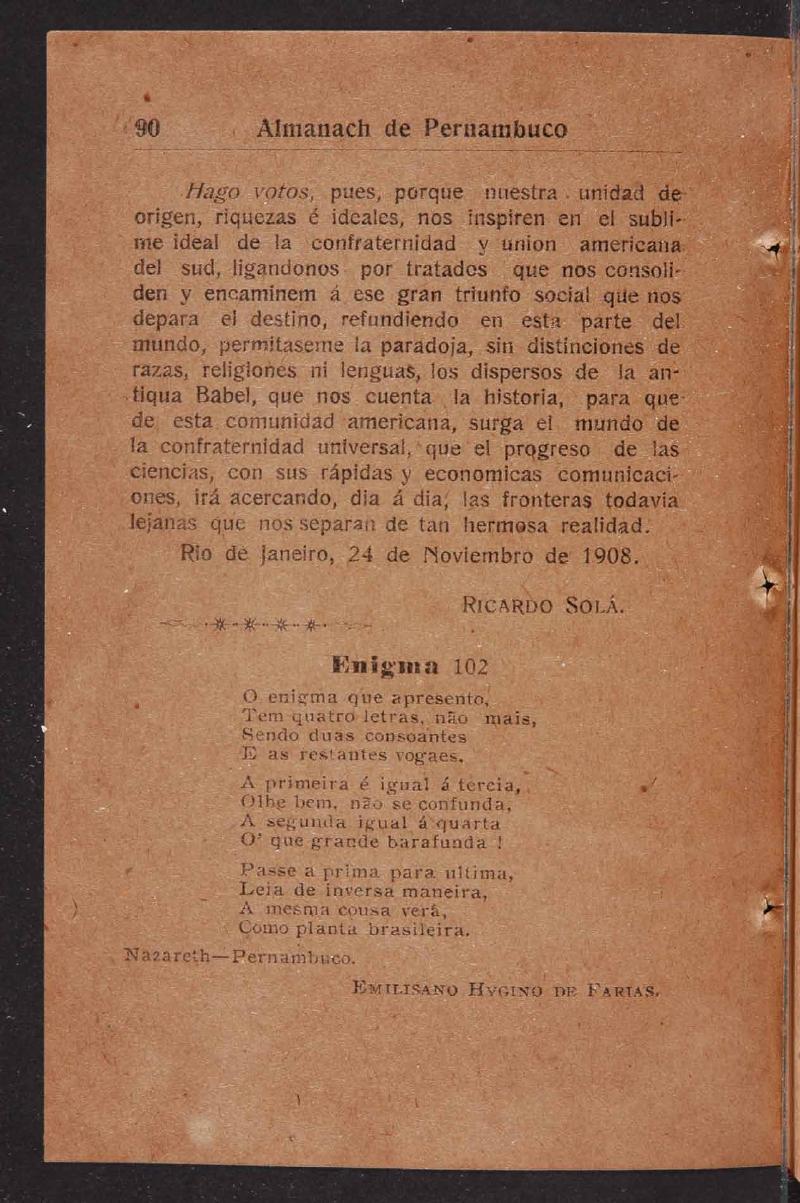 90 Almanach de Pernambuco
Hago votos, pues, porque nuestra unidad de
origen, riquezas é ideales, nos inspiren en el subli-
me ideal de la confraternidad y union americana
del sud, ligandonos por tratados que nos consoli-
den y encaminem á ese gran triunfo social que nos
depara el destino, refundiendo en esta parte del
mundo, permitaseme la paradoja, sin distinciones de
razas, religiones ni lenguas, los dispersos de la an-
tiqua Babel, que nos cuenta la historia, para que
de esta comunidad americana, surga el mundo de
la confraternidad universal, que el progreso de las
ciencias, con sus rápidas y economicas comunicaci-
ones, irá acercando, dia á dia, las fronteras todavia
lejanas que nos separan de tan hermosa realidad.
Rio de Janeiro, 24 de Noviembro de 1908.
RICARDO SOLÁ.
Enigma 102
O enigma que apresento,
Tem quatro letras, não mais,
Sendo duas consoantes
E as restantes vogaes.
A primeira é igual á tercia,
Olhe bem, não se confunda,
A segunda igual á quarta
O' que grande barafunda !
Passe a prima para ultima,
Leia de inversa maneira,
A mesma cousa verá,
Como planta brasileira.
Nazareth—Pernambuco.
EMILISANO HYGINO DE FARIAS.